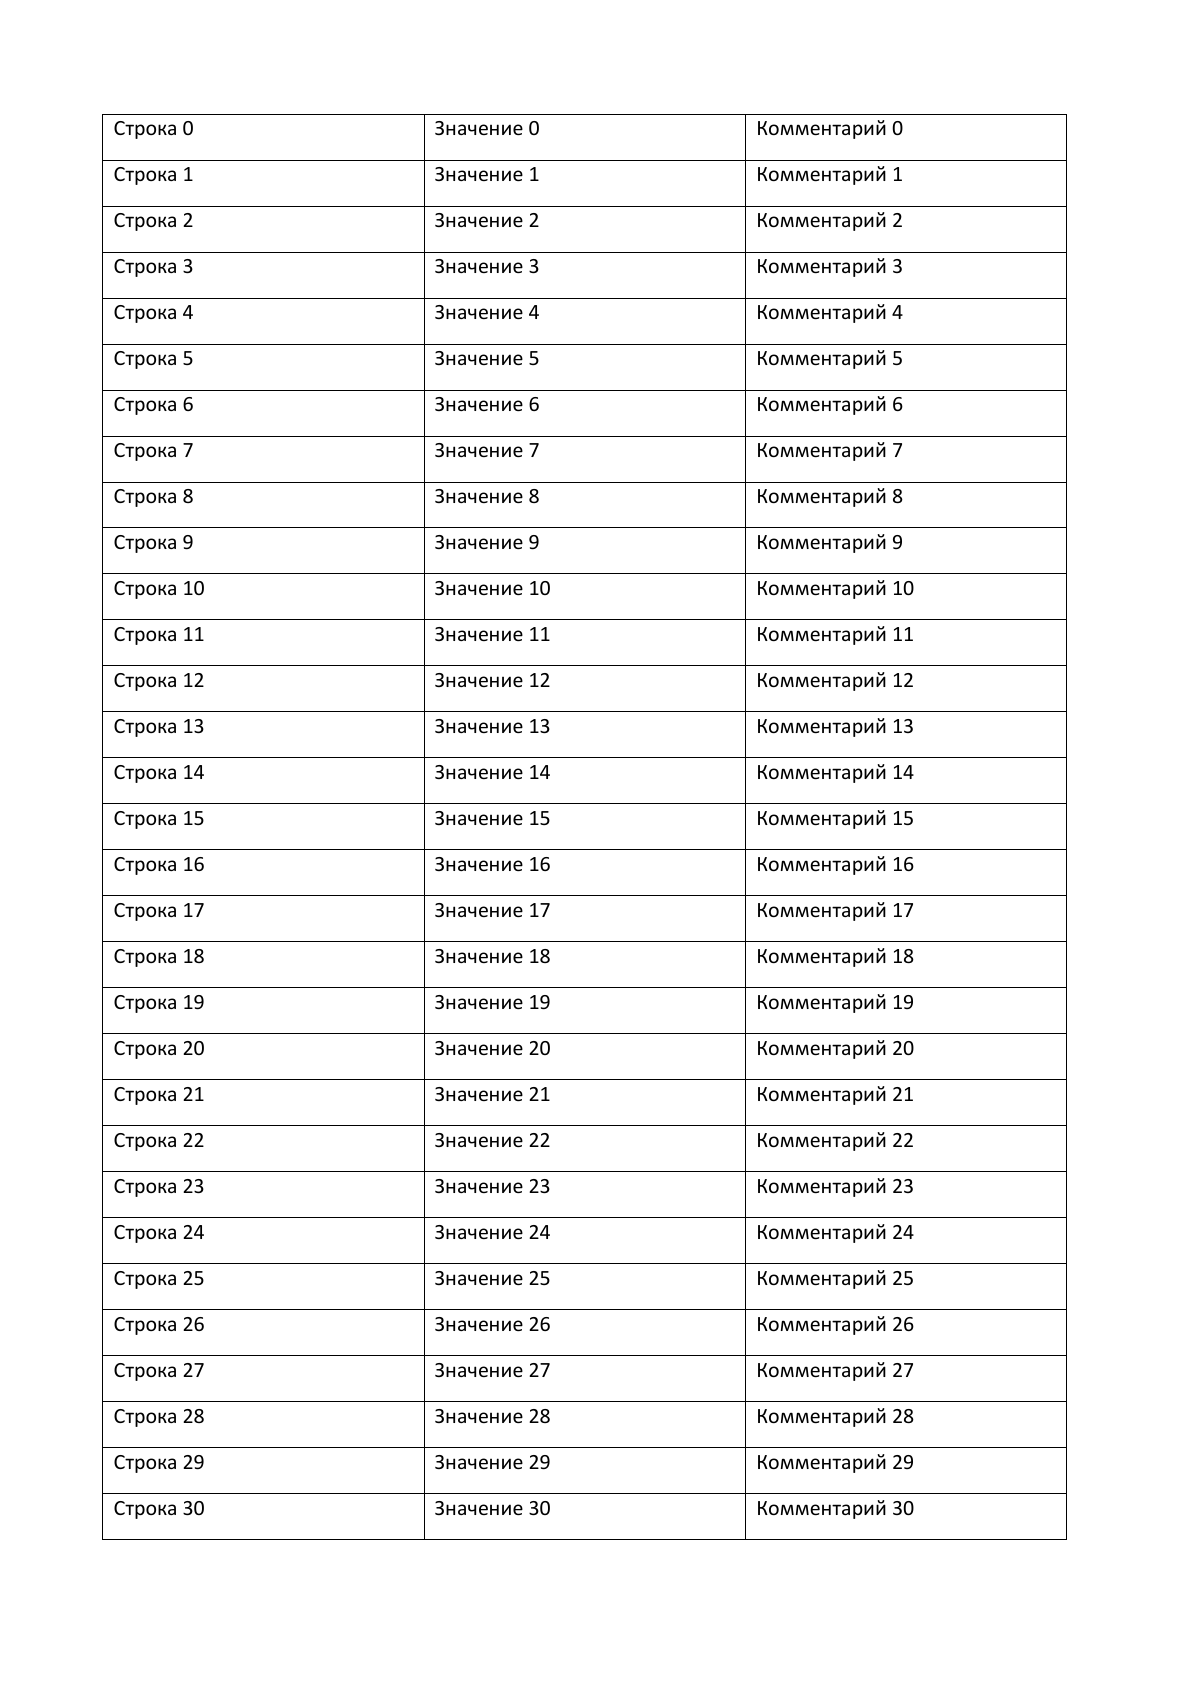 Строка 0 Значение 0 Комментарий 0
Строка 1 Значение 1 Комментарий 1
Строка 2 Значение 2 Комментарий 2
Строка 3 Значение 3 Комментарий 3
Строка 4 Значение 4 Комментарий 4
Строка 5 Значение 5 Комментарий 5
Строка 6 Значение 6 Комментарий 6
Строка 7 Значение 7 Комментарий 7
Строка 8 Значение 8 Комментарий 8
Строка 9 Значение 9 Комментарий 9
Строка 10 Значение 10 Комментарий 10
Строка 11 Значение 11 Комментарий 11
Строка 12 Значение 12 Комментарий 12
Строка 13 Значение 13 Комментарий 13
Строка 14 Значение 14 Комментарий 14
Строка 15 Значение 15 Комментарий 15
Строка 16 Значение 16 Комментарий 16
Строка 17 Значение 17 Комментарий 17
Строка 18 Значение 18 Комментарий 18
Строка 19 Значение 19 Комментарий 19
Строка 20 Значение 20 Комментарий 20
Строка 21 Значение 21 Комментарий 21
Строка 22 Значение 22 Комментарий 22
Строка 23 Значение 23 Комментарий 23
Строка 24 Значение 24 Комментарий 24
Строка 25 Значение 25 Комментарий 25
Строка 26 Значение 26 Комментарий 26
Строка 27 Значение 27 Комментарий 27
Строка 28 Значение 28 Комментарий 28
Строка 29 Значение 29 Комментарий 29
Строка 30 Значение 30 Комментарий 30